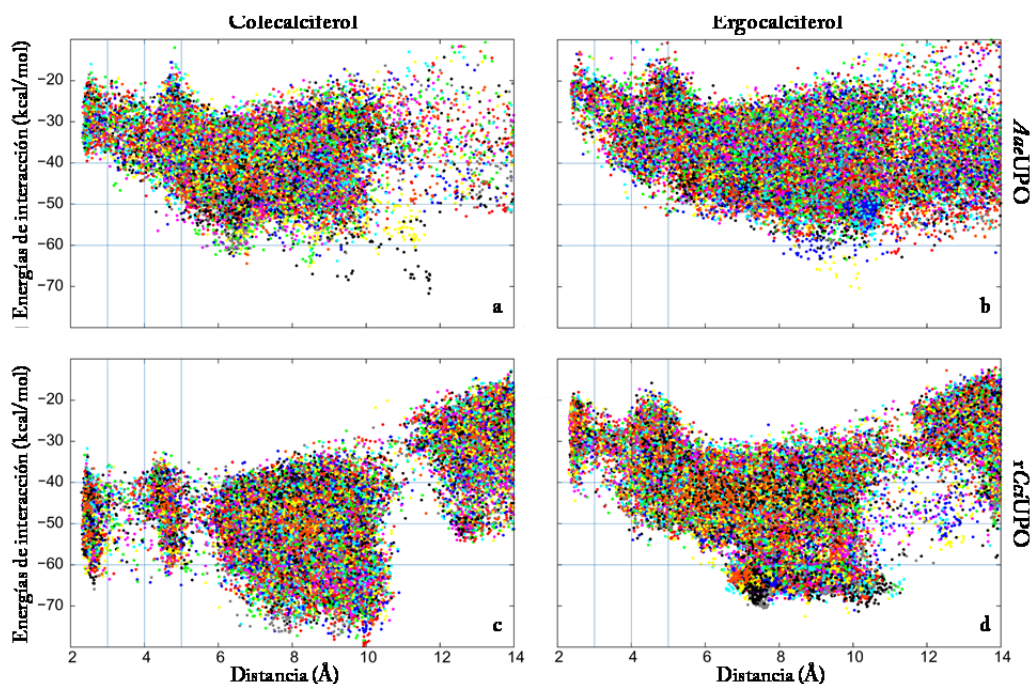 Colecalciferol
Ergocalciferol
Energías de interacción (kcal/mol)
−20
−30
−40
−50
−60
−70
a
b
AaeUPO
Energías de interacción (kcal/mol)
−20
−30
−40
−50
−60
−70
c
d
rCciUPO
2 4 6 8 10 12 14
2 4 6 8 10 12 14
Distancia (Å)
Distancia (Å)